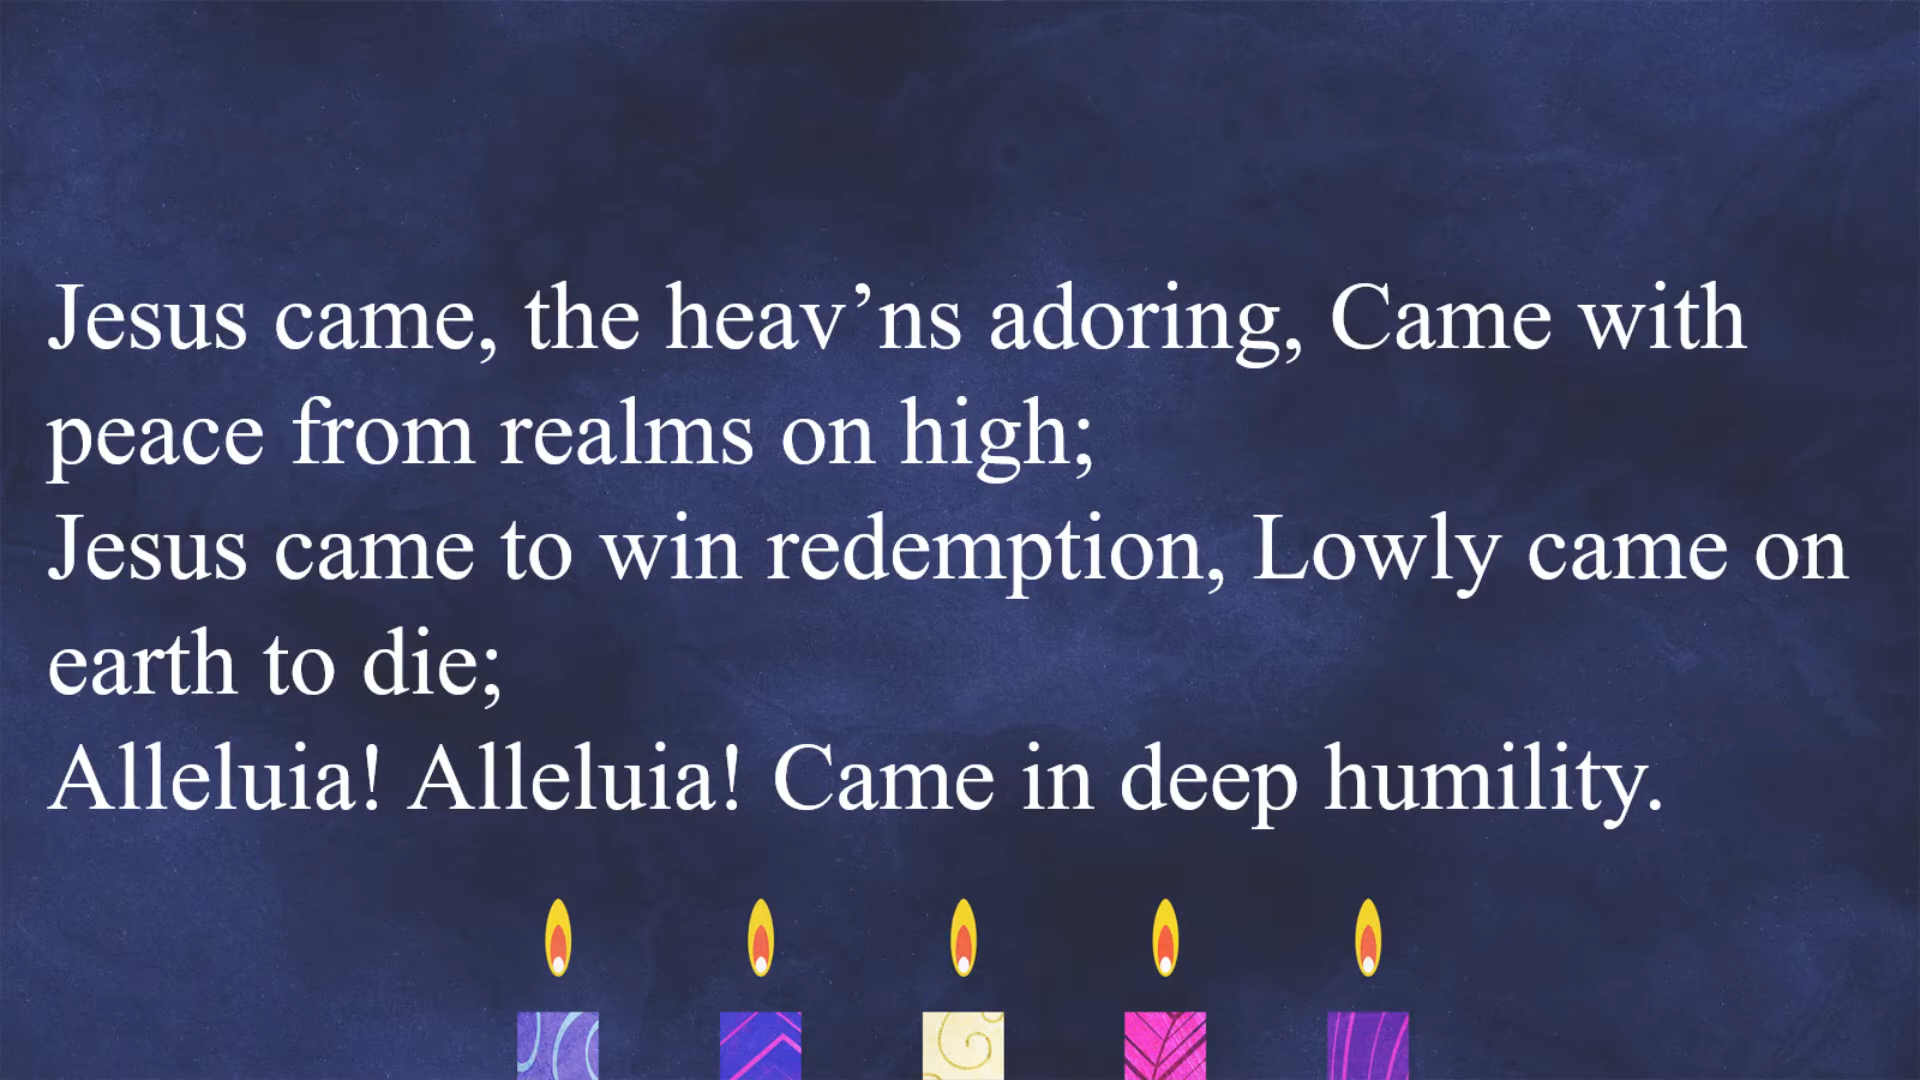 Jesus came, the heav’ns adoring, Came with
peace from realms on high;
Jesus came to win redemption, Lowly came on
earth to die;
Alleluia! Alleluia! Came in deep humility.